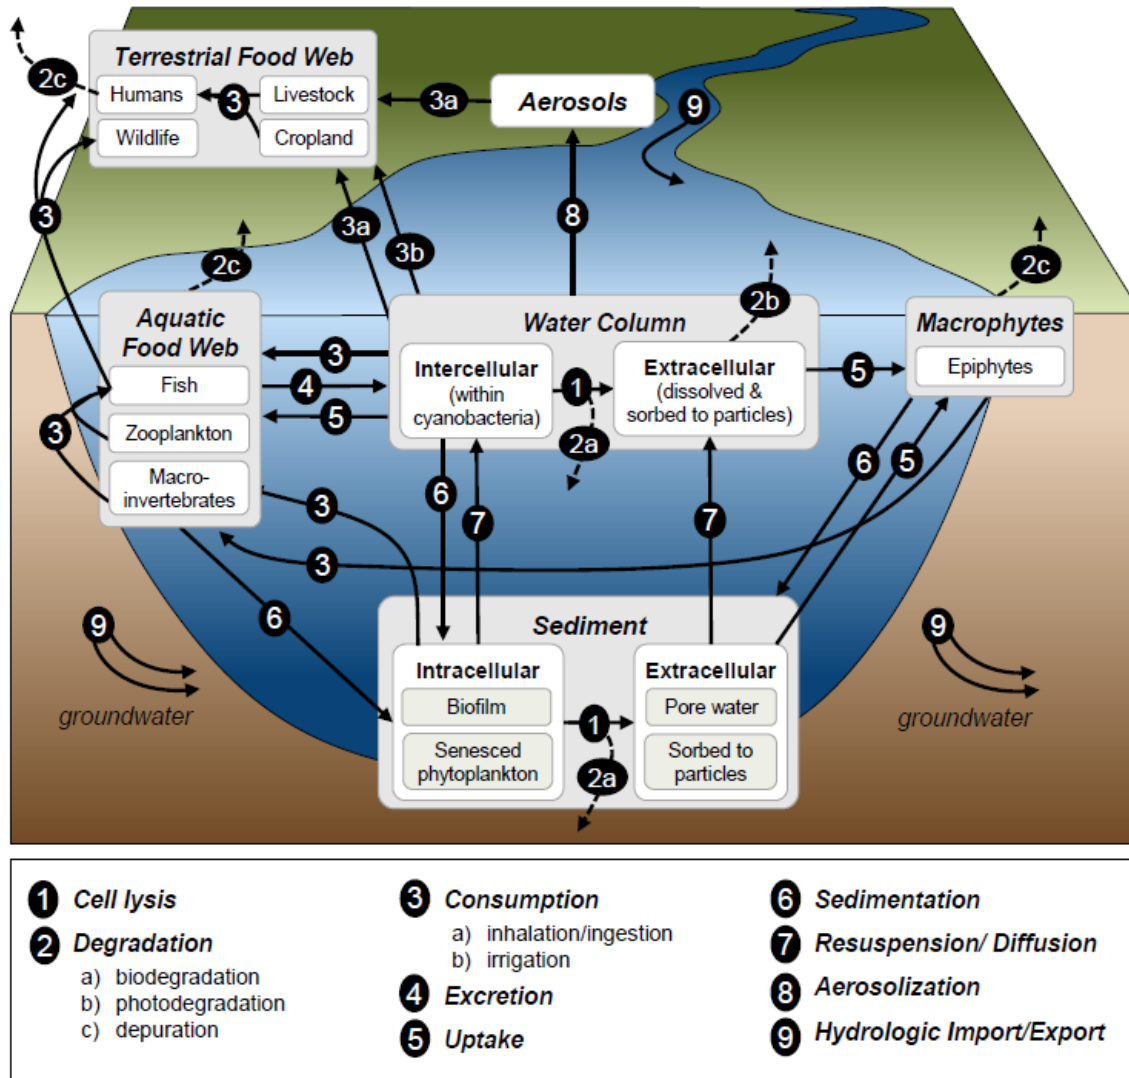 Terrestrial Food Web
2c
Humans
3
Livestock
Wildlife
Cropland
3a
Aerosols
9
3
3a
3b
8
2c
2b
2c
Aquatic
Food Web
Fish
Zooplankton
Macro-
invertebrates
3
3
4
5
Water Column
Intercellular
(within
cyanobacteria)
1
2a
Extracellular
(dissolved &
sorbed to particles)
5
Macrophytes
Epiphytes
6
5
3
6
7
7
3
6
9
groundwater
9
groundwater
Sediment
Intracellular
Biofilm
Senesced
phytoplankton
1
2a
Extracellular
Pore water
Sorbed to
particles
1 Cell lysis
2 Degradation
a) biodegradation
b) photodegradation
c) depuration
3 Consumption
a) inhalation/ingestion
b) irrigation
4 Excretion
5 Uptake
6 Sedimentation
7 Resuspension/ Diffusion
8 Aerosolization
9 Hydrologic Import/Export